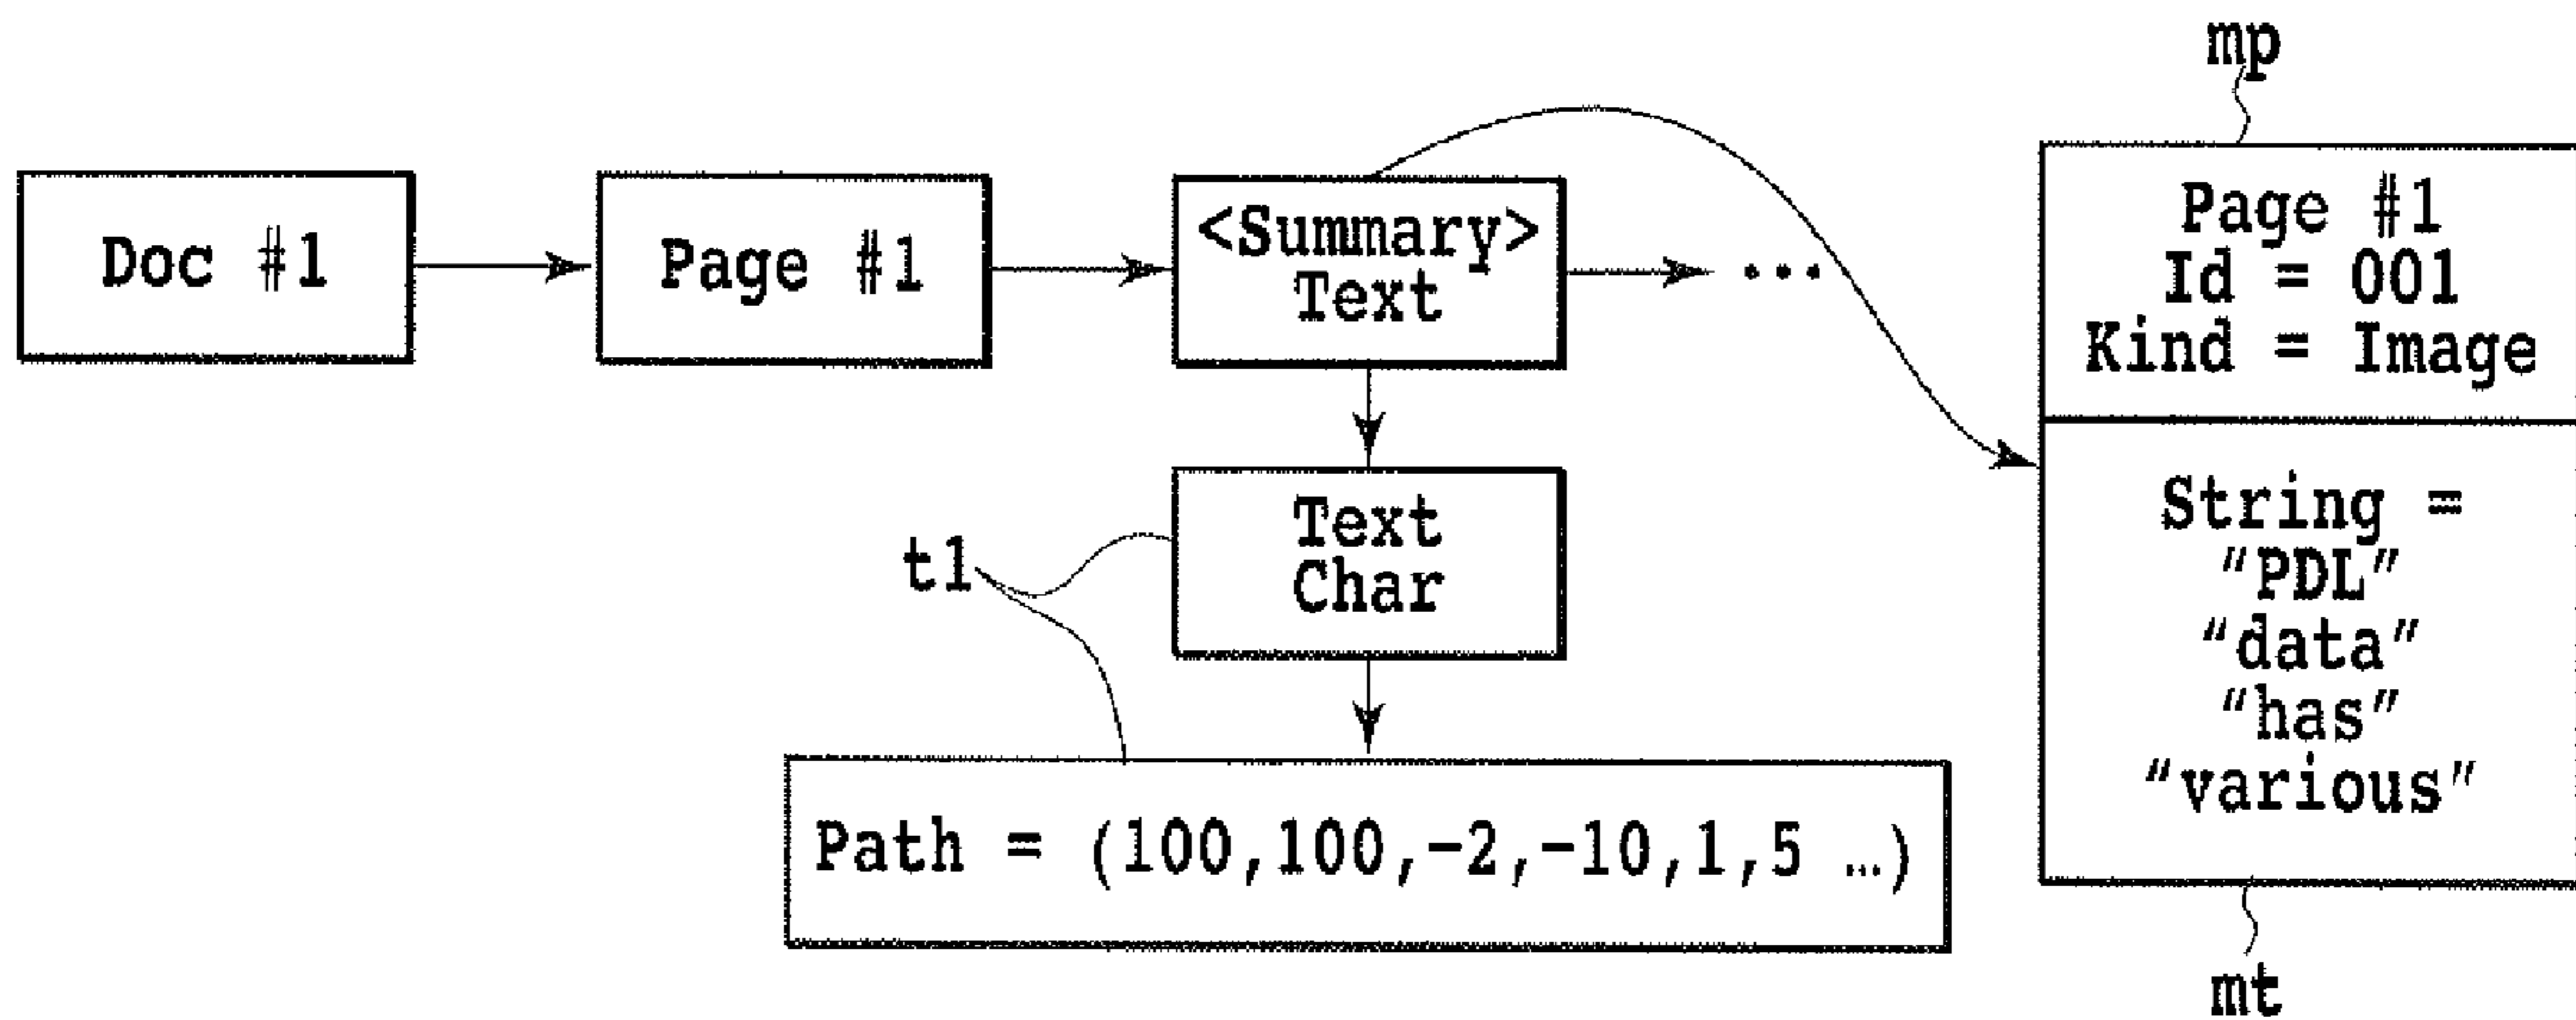 mp
Doc #1
Page #1
<Summary>
Text
...
Page #1
Id = 001
Kind = Image
t1
Text
Char
String =
"PDL"
"data"
"has"
"various"
Path = (100,100,-2,-10,1,5 …)
mt